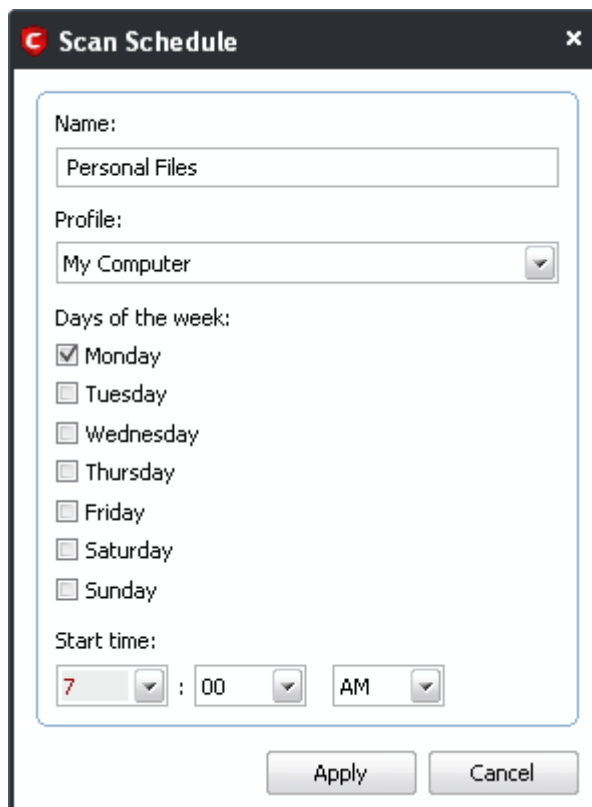 Scan Schedule
Name:
Personal Files
Profile:
My Computer
Days of the week:
Monday
Tuesday
Wednesday
Thursday
Friday
Saturday
Sunday
Start time:
7 : 00 AM
Apply Cancel